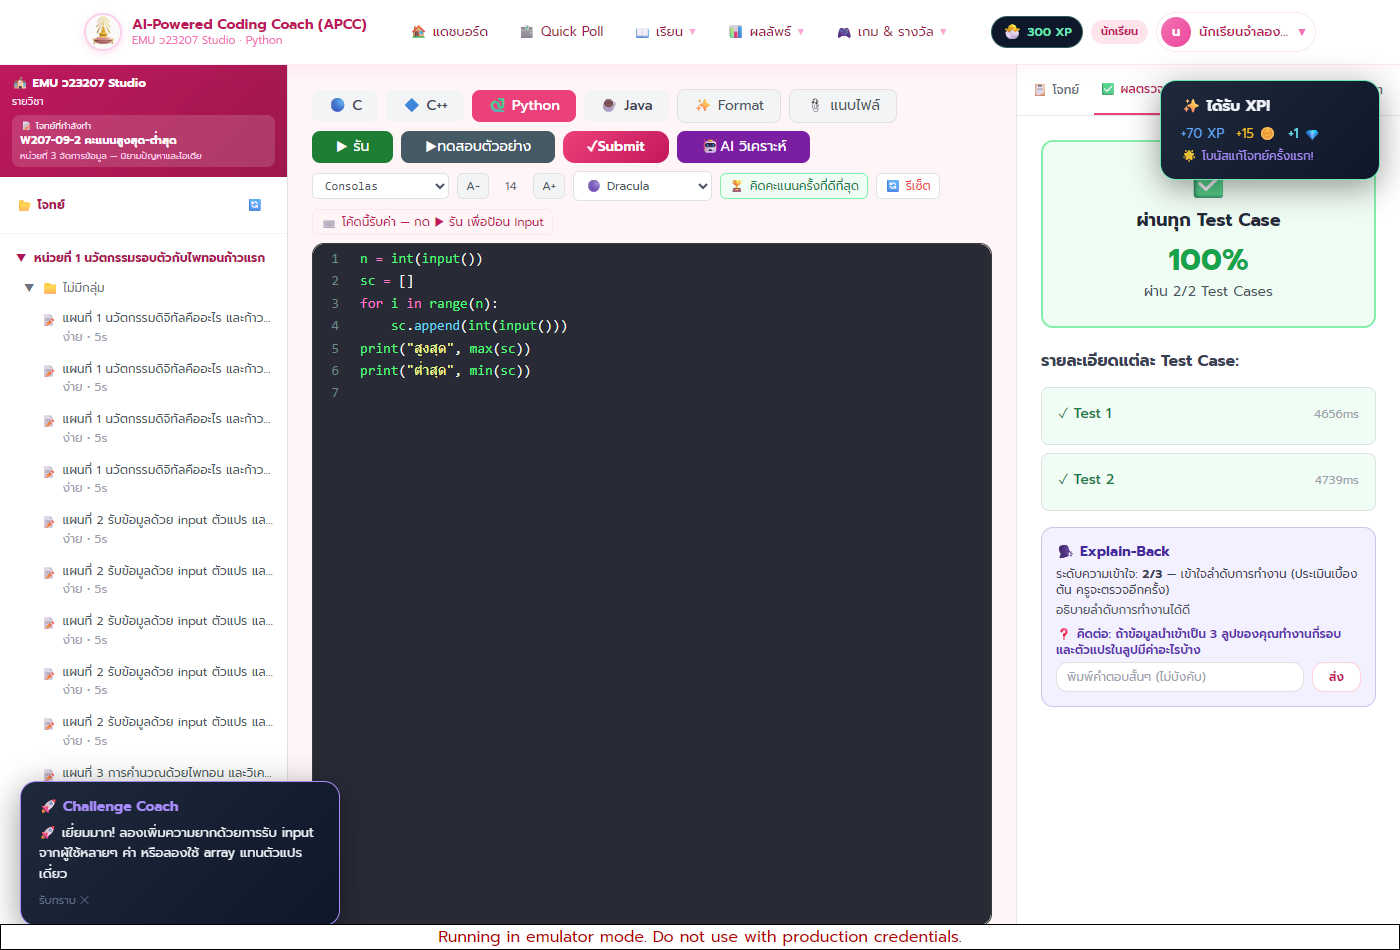 AI-Powered Coding Coach (APCC)
EMU ว23207 Studio · Python
แดชบอร์ด
Quick Poll
เรียน ▼
ผลลัพธ์ ▼
เกม & รางวัล ▼
300 XP
นักเรียน
u
นักเรียนจำลอง... ▼
EMU ว23207 Studio
รายวิชา
โจทย์ที่กำลังทำ
W207-09-2 คะแนนสูงสุด-ต่ำสุด
หน่วยที่ 3 จัดการข้อมูล — นิยามปัญหาและไอเดีย
โจทย์
▼ หน่วยที่ 1 นวัตกรรมรอบตัวกับไพทอนก้าวแรก
▼ ไม่มีกลุ่ม
แผนที่ 1 นวัตกรรมดิจิทัลคืออะไร และก้าว...
ง่าย • 5s
แผนที่ 1 นวัตกรรมดิจิทัลคืออะไร และก้าว...
ง่าย • 5s
แผนที่ 1 นวัตกรรมดิจิทัลคืออะไร และก้าว...
ง่าย • 5s
แผนที่ 1 นวัตกรรมดิจิทัลคืออะไร และก้าว...
ง่าย • 5s
แผนที่ 2 รับข้อมูลด้วย input ตัวแปร แล...
ง่าย • 5s
แผนที่ 2 รับข้อมูลด้วย input ตัวแปร แล...
ง่าย • 5s
แผนที่ 2 รับข้อมูลด้วย input ตัวแปร แล...
ง่าย • 5s
แผนที่ 2 รับข้อมูลด้วย input ตัวแปร แล...
ง่าย • 5s
แผนที่ 2 รับข้อมูลด้วย input ตัวแปร แล...
ง่าย • 5s
แผนที่ 3 การคำนวณด้วยไพทอน และวิเค...
Challenge Coach
เยี่ยมมาก! ลองเพิ่มความยากด้วยการรับ input
จากผู้ใช้หลายๆ ค่า หรือลองใช้ array แทนตัวแปร
เดี่ยว
รับทราบ ✕
C
C++
Python
Java
Format
แนบไฟล์
▶ รัน
▶ทดสอบตัวอย่าง
✓Submit
AI วิเคราะห์
Consolas
A-
14
A+
Dracula
คิดคะแนนครั้งที่ดีที่สุด
รีเซ็ต
โค้ดนี้รับค่า — กด ▶ รัน เพื่อป้อน Input
1 n = int(input())
2 sc = []
3 for i in range(n):
4 sc.append(int(input()))
5 print("สูงสุด", max(sc))
6 print("ต่ำสุด", min(sc))
7
โจทย์
ผลตรวจ
ได้รับ XP!
+70 XP +15 +1
โบนัสแก้โจทย์ครั้งแรก!
ผ่านทุก Test Case
100%
ผ่าน 2/2 Test Cases
รายละเอียดแต่ละ Test Case:
✓ Test 1 4656ms
✓ Test 2 4739ms
Explain-Back
ระดับความเข้าใจ: 2/3 — เข้าใจลำดับการทำงาน (ประเมินเบื้อง
ต้น ครูจะตรวจอีกครั้ง)
อธิบายลำดับการทำงานได้ดี
❓ คิดต่อ: ถ้าข้อมูลนำเข้าเป็น 3 ลูปของคุณทำงานกี่รอบ
และตัวแปรในลูปมีค่าอะไรบ้าง
พิมพ์คำตอบสั้นๆ (ไม่บังคับ)
ส่ง
Running in emulator mode. Do not use with production credentials.